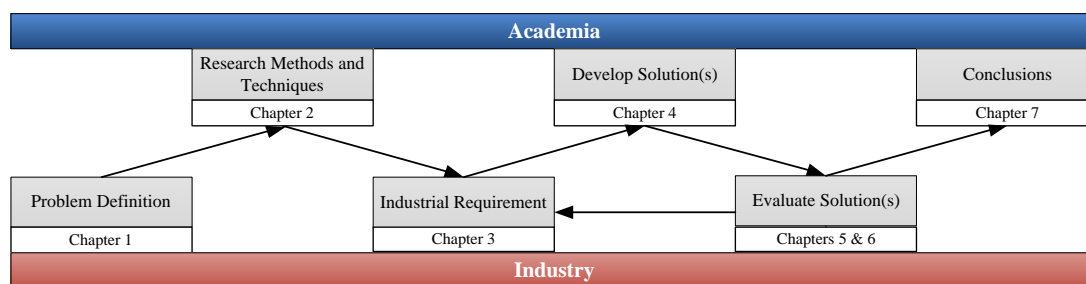 Academia
Research Methods and
Techniques
Chapter 2
Develop Solution(s)
Chapter 4
Conclusions
Chapter 7
Problem Definition
Chapter 1
Industrial Requirement
Chapter 3
Evaluate Solution(s)
Chapters 5 & 6
Industry